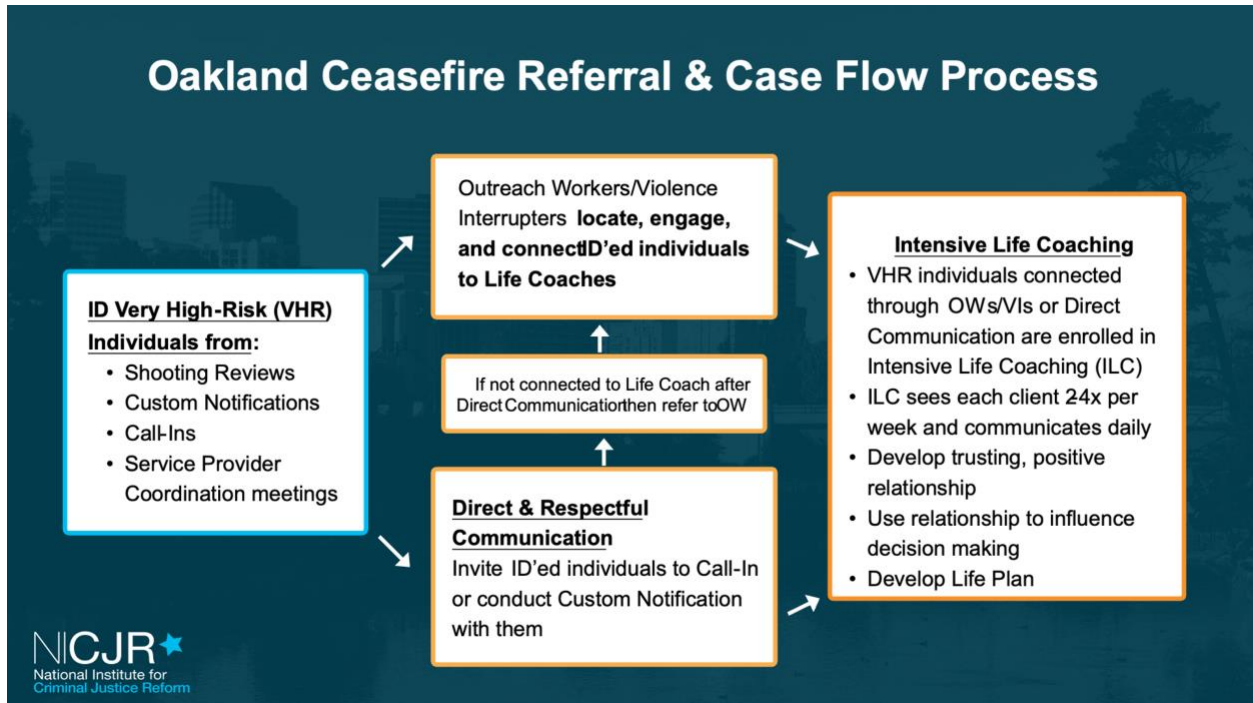 Oakland Ceasefire Referral & Case Flow Process
ID Very High-Risk (VHR)
Individuals from:
• Shooting Reviews
• Custom Notifications
• Call-Ins
• Service Provider
Coordination meetings
Outreach Workers/Violence
Interrupters locate, engage,
and connectID’ed individuals
to Life Coaches
If not connected to Life Coach after
Direct Communicationthen refer toOW
Direct & Respectful
Communication
Invite ID’ed individuals to Call-In
or conduct Custom Notification
with them
Intensive Life Coaching
• VHR individuals connected
through OWs/VIs or Direct
Communication are enrolled in
Intensive Life Coaching (ILC)
• ILC sees each client 2-4x per
week and communicates daily
• Develop trusting, positive
relationship
• Use relationship to influence
decision making
• Develop Life Plan
NICJR
National Institute for
Criminal Justice Reform